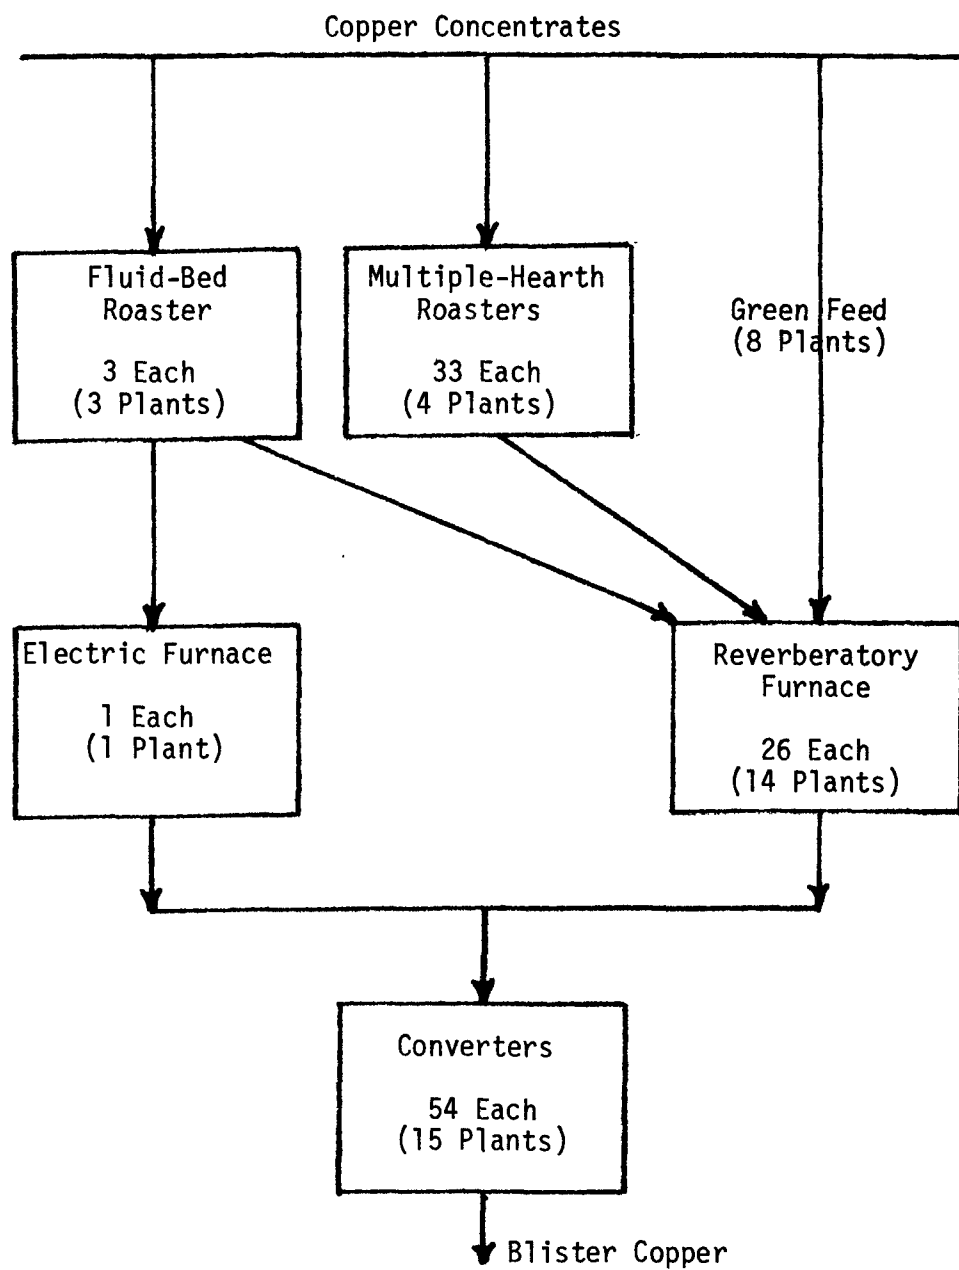 Copper Concentrates
Fluid-Bed
Roaster
3 Each
(3 Plants)
Multiple-Hearth
Roasters
33 Each
(4 Plants)
Green Feed
(8 Plants)
Electric Furnace
1 Each
(1 Plant)
Reverberatory
Furnace
26 Each
(14 Plants)
Converters
54 Each
(15 Plants)
Blister Copper